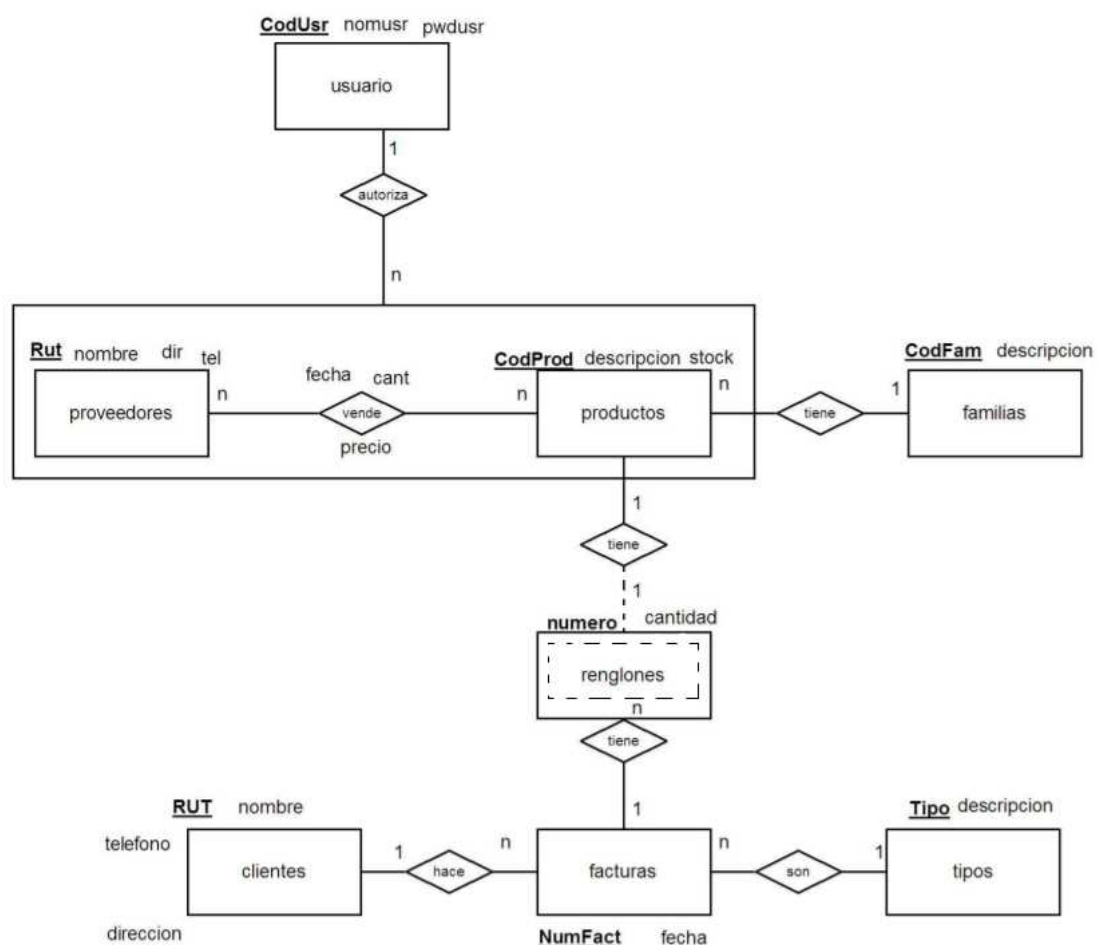 CodUsr nomusr pwdusr
usuario
1
autoriza
n
Rut nombre dir tel
proveedores
n
fecha cant
vende
precio
n
CodProd descripcion stock
productos
n
tiene
1
CodFam descripcion
familias
1
tiene
1
numero cantidad
renglones
n
tiene
1
RUT nombre
telefono
clientes
direccion
1
hace
n
facturas
NumFact fecha
n
son
1
Tipo descripcion
tipos